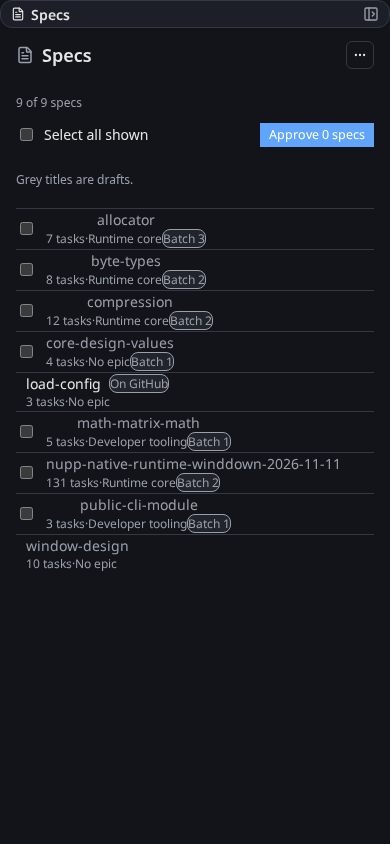 Specs
Specs
...
9 of 9 specs
Select all shown
Approve 0 specs
Grey titles are drafts.
allocator
7 tasks·Runtime core Batch 3
byte-types
8 tasks·Runtime core Batch 2
compression
12 tasks·Runtime core Batch 2
core-design-values
4 tasks·No epic Batch 1
load-config On GitHub
3 tasks·No epic
math-matrix-math
5 tasks·Developer tooling Batch 1
nupp-native-runtime-winddown-2026-11-11
131 tasks·Runtime core Batch 2
public-cli-module
3 tasks·Developer tooling Batch 1
window-design
10 tasks·No epic